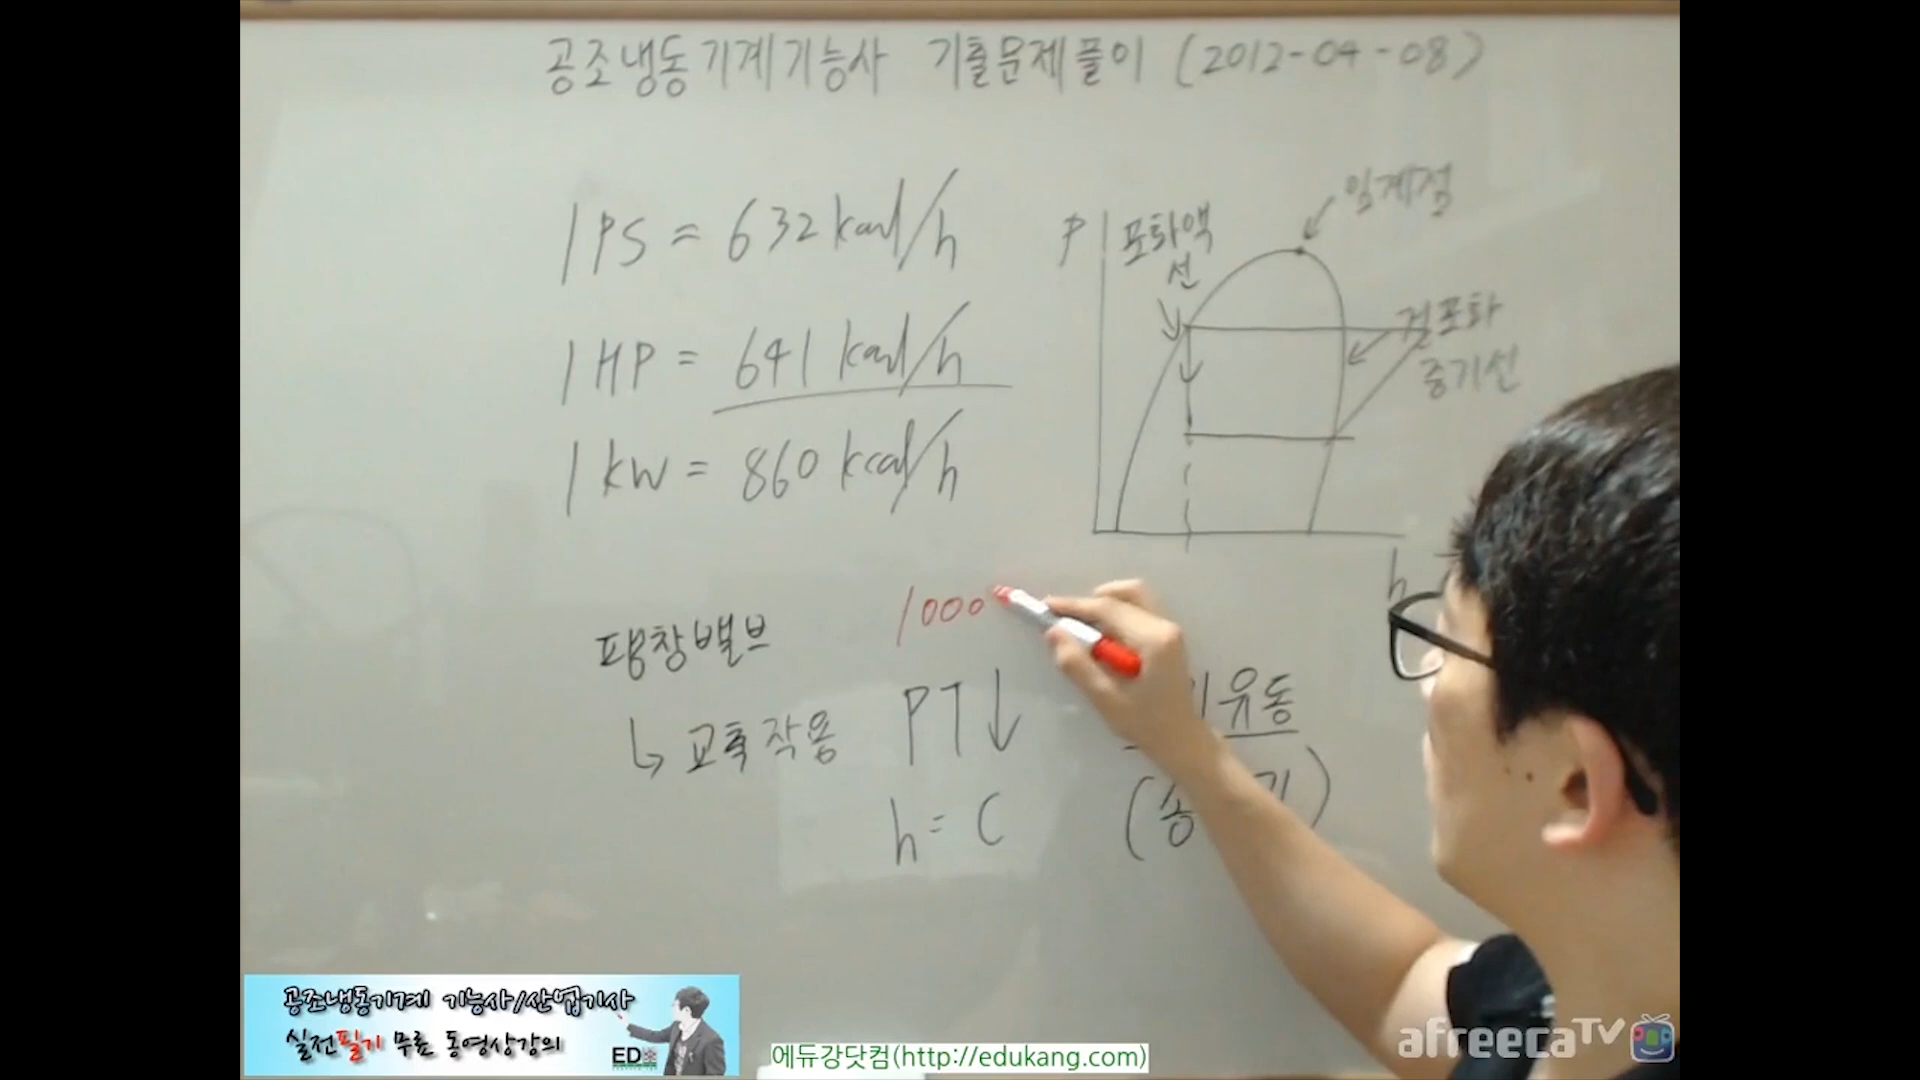 공조냉동기계기능사 기출문제풀이 (2012-04-08)
1PS = 632 kcal/h
1HP = 641 kcal/h
1kW = 860 kcal/h
P
포화액
선
임계점
건포화
증기선
h
팽창밸브
↳ 교축작용
1000
PT↓
h = C
유동
공조냉동기계 기능사/산업기사
실전필기 무료 동영상강의
EDU
에듀강닷컴(http://edukang.com)
afreecaTV